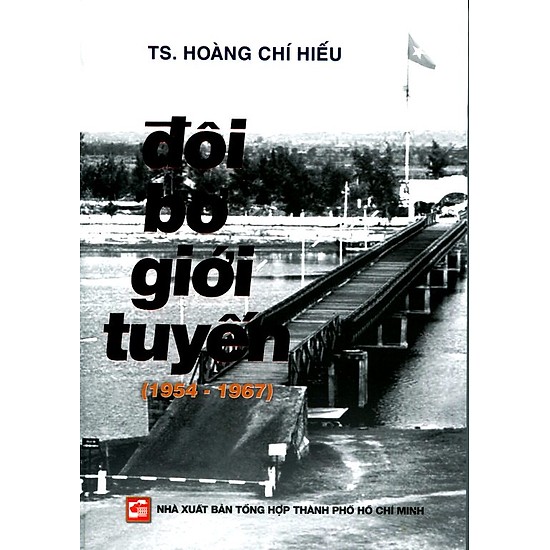 TS. HOÀNG CHÍ HIẾU
đôi
bờ
giới
tuyến
(1954 - 1967)
NHÀ XUẤT BẢN TỔNG HỢP THÀNH PHỐ HỒ CHÍ MINH